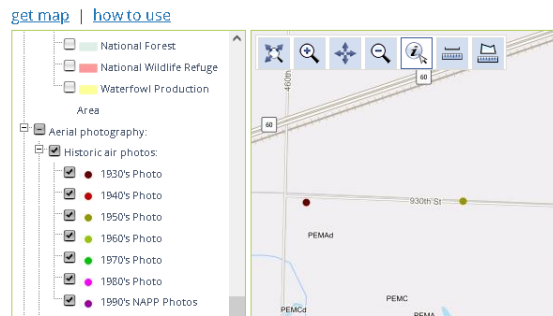 get map | how to use
National Forest
National Wildlife Refuge
Waterfowl Production
Area
Aerial photography:
Historic air photos:
1930's Photo
1940's Photo
1950's Photo
1960's Photo
1970's Photo
1980's Photo
1990's NAPP Photos
460th
60
60
930th St
PEMAd
PEMCd
PEMC
PEMA